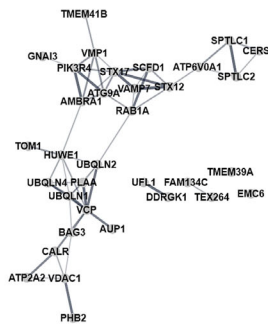 TMEM41B
GNAI3
VMP1
SPTLC1
CERS
PIK3R4
STX17
SCFD1
ATP6V0A1
SPTLC2
ATG9A
VAMP7
STX12
AMBRA1
RAB1A
TOM1
HUWE1
UBQLN2
UBQLN4
PLAA
UBQLN1
VCP
UFL1
FAM134C
TMEM39A
DDRGK1
TEX264
EMC6
BAG3
AUP1
CALR
ATP2A2
VDAC1
PHB2